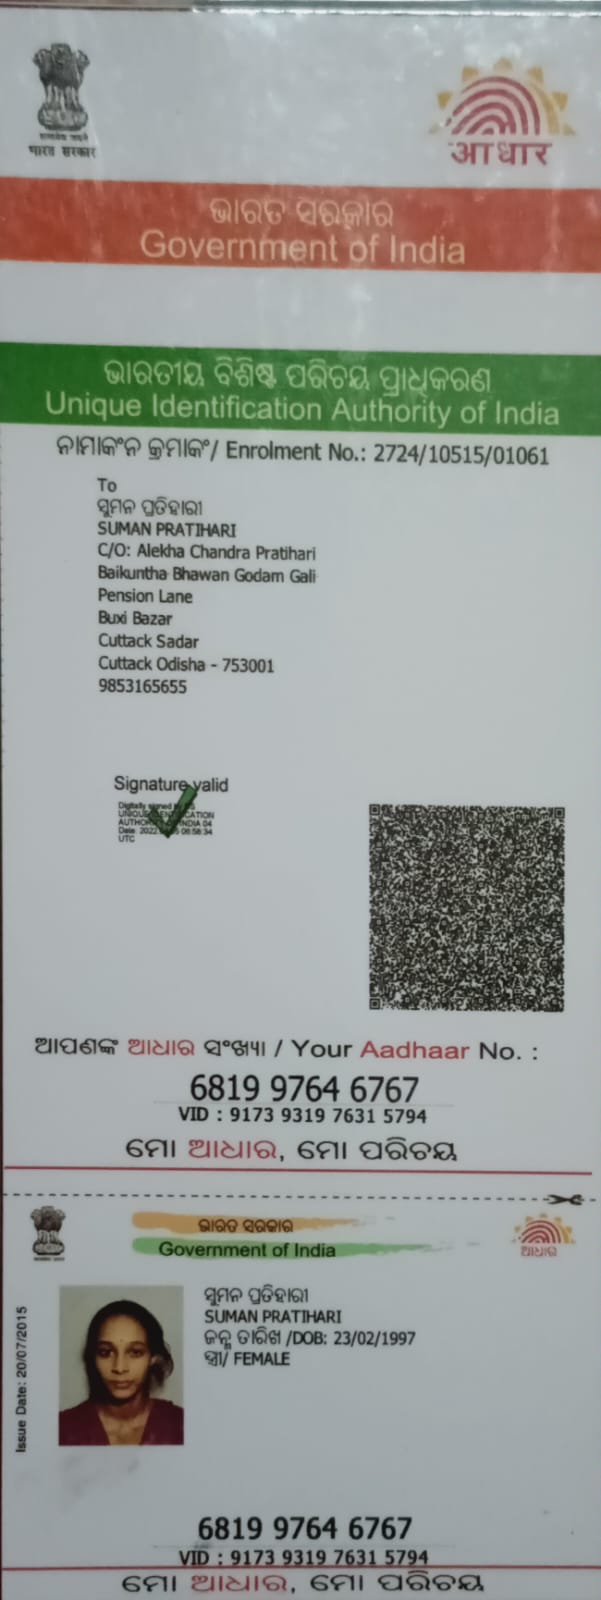 भारत सरकार
आधार
ଭାରତ ସରକାର
Government of India
ଭାରତୀୟ ବିଶିଷ୍ଟ ପରିଚୟ ପ୍ରାଧିକରଣ
Unique Identification Authority of India
ନାମାକଂନ କ୍ରମାକଂ/ Enrolment No.: 2724/10515/01061
To
ସୁମନ ପ୍ରତିହାରୀ
SUMAN PRATIHARI
C/O: Alekha Chandra Pratihari
Baikuntha Bhawan Godam Gali
Pension Lane
Buxi Bazar
Cuttack Sadar
Cuttack Odisha - 753001
9853165655
Signature valid
Digitally signed by
UNIQUE IDENTIFICATION
AUTHORITY OF INDIA 04
Date: 2022 06:58:34
UTC
ଆପଣଙ୍କ ଆଧାର ସଂଖ୍ୟା / Your Aadhaar No. :
6819 9764 6767
VID : 9173 9319 7631 5794
ମୋ ଆଧାର, ମୋ ପରିଚୟ
ଭାରତ ସରକାର
Government of India
ଆଧାର
Issue Date: 20/07/2015
ସୁମନ ପ୍ରତିହାରୀ
SUMAN PRATIHARI
ଜନ୍ମ ତାରିଖ /DOB: 23/02/1997
ସ୍ତ୍ରୀ/ FEMALE
6819 9764 6767
VID : 9173 9319 7631 5794
ମୋ ଆଧାର, ମୋ ପରିଚୟ